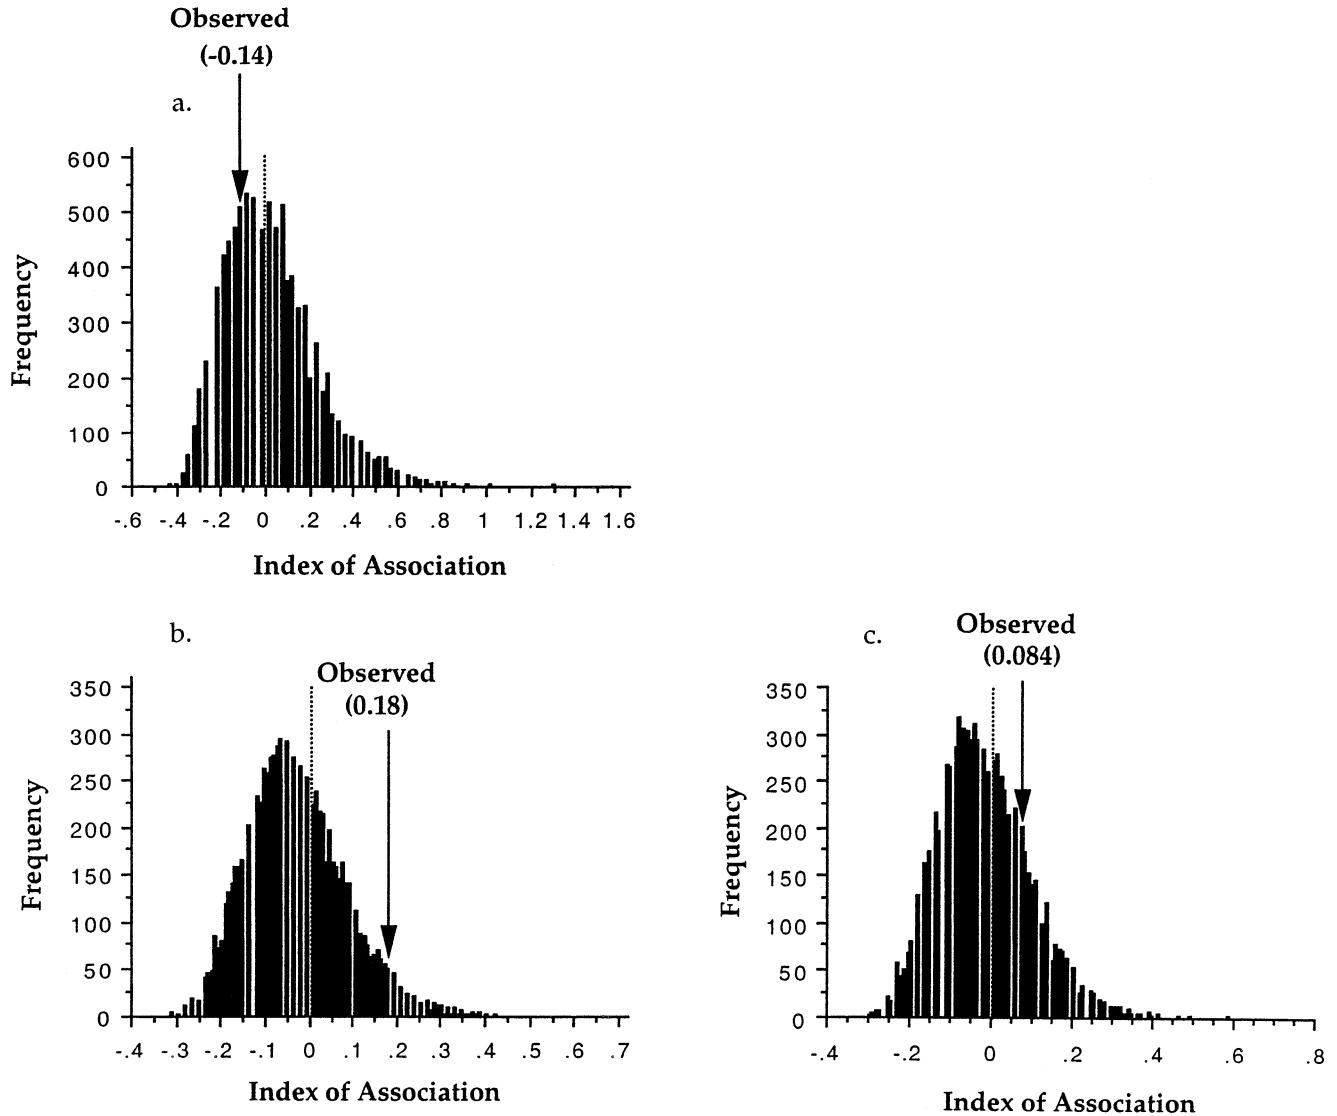 Observed
(-0.14)
a.
600
500
400
300
200
100
0
Frequency
-.6 -.4 -.2 0 .2 .4 .6 .8 1 1.2 1.4 1.6
Index of Association
b.
Observed
(0.18)
350
300
250
200
150
100
50
0
Frequency
-.4 -.3 -.2 -.1 0 .1 .2 .3 .4 .5 .6 .7
Index of Association
c.
Observed
(0.084)
350
300
250
200
150
100
50
0
Frequency
-.4 -.2 0 .2 .4 .6 .8
Index of Association